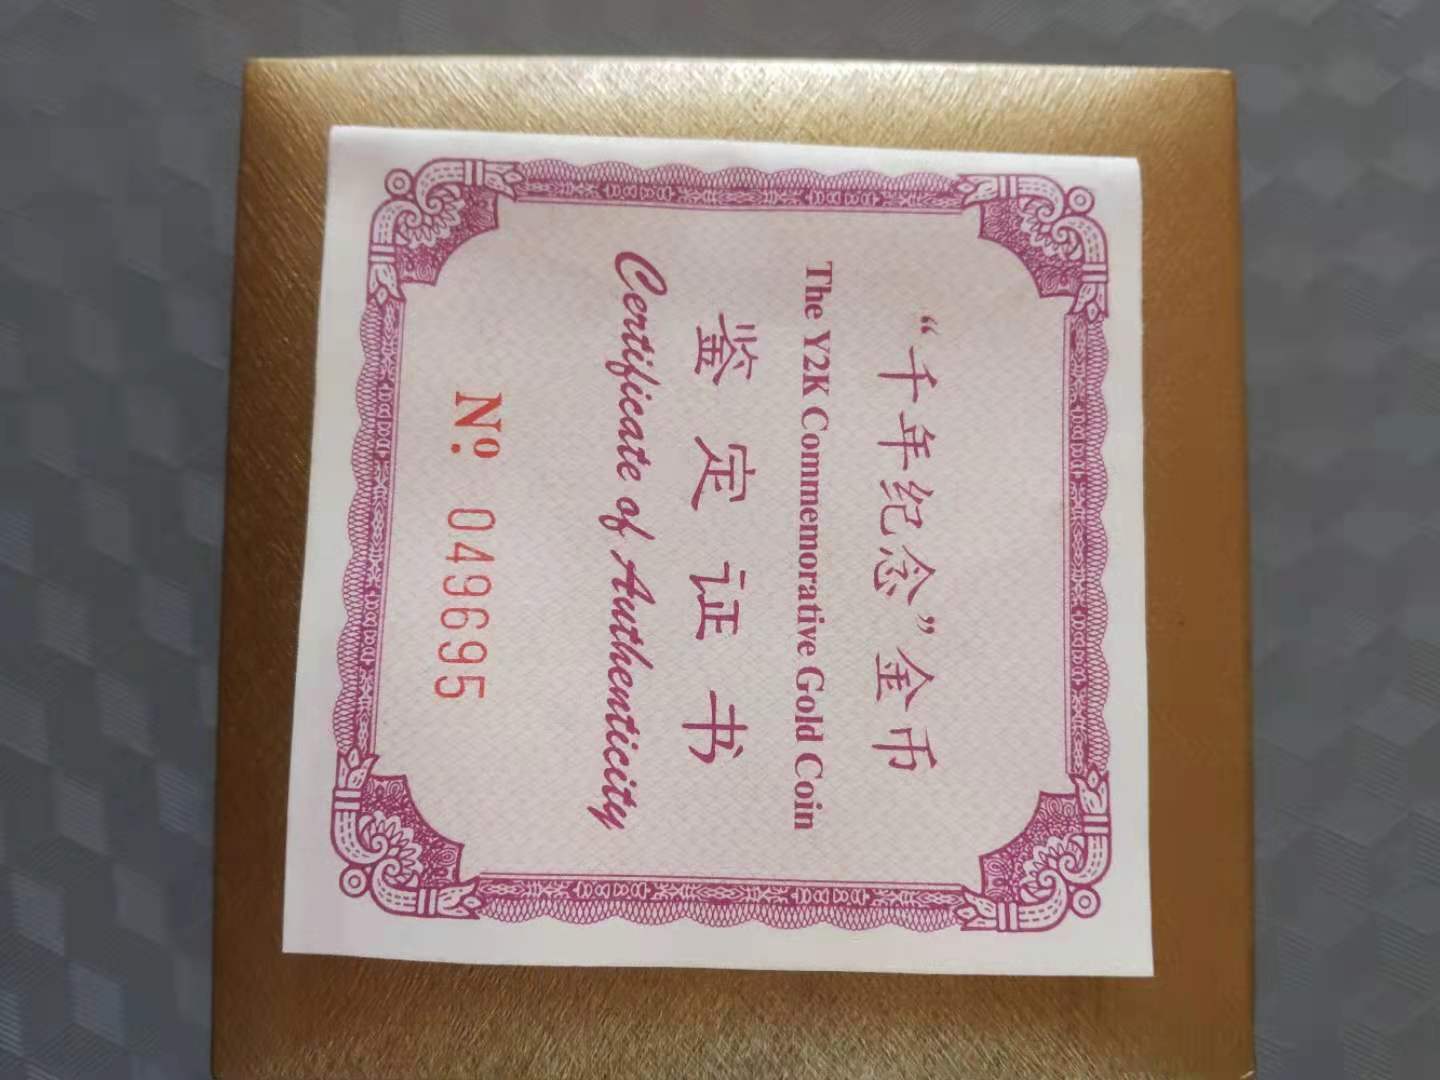 “千年纪念”金币
The Y2K Commemorative Gold Coin
鉴定证书
Certificate of Authenticity
Nº. 049695